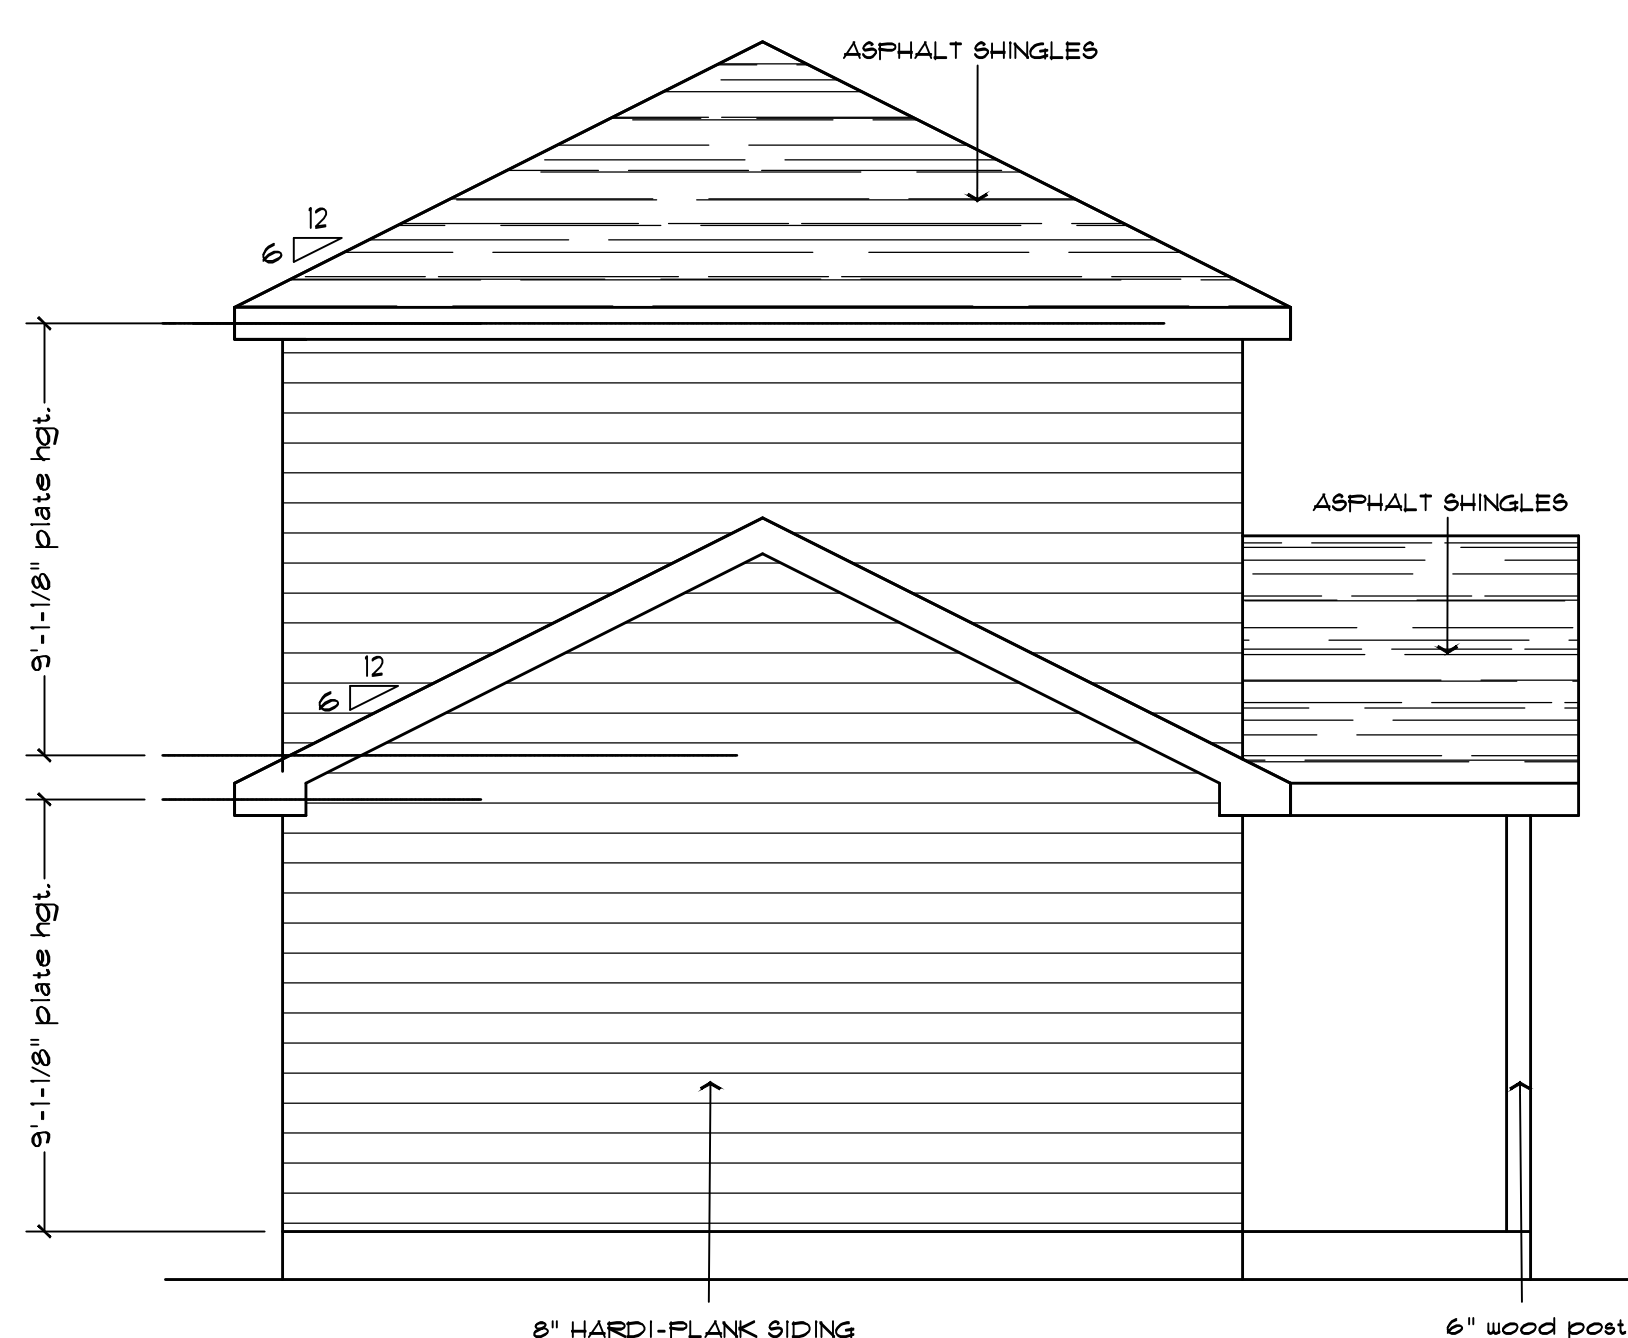 ASPHALT SHINGLES
12
6
9'-1-1/8" plate hgt.
ASPHALT SHINGLES
12
6
9'-1-1/8" plate hgt.
8" HARDI-PLANK SIDING
6" wood post